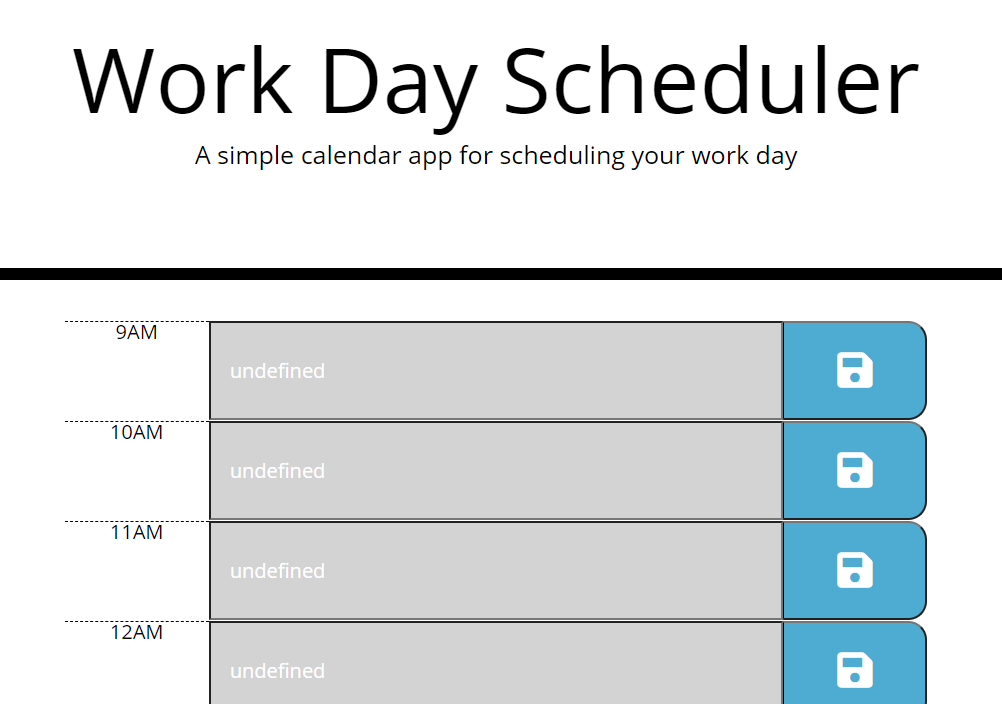 Work Day Scheduler
A simple calendar app for scheduling your work day
9AM
undefined
10AM
undefined
11AM
undefined
12AM
undefined